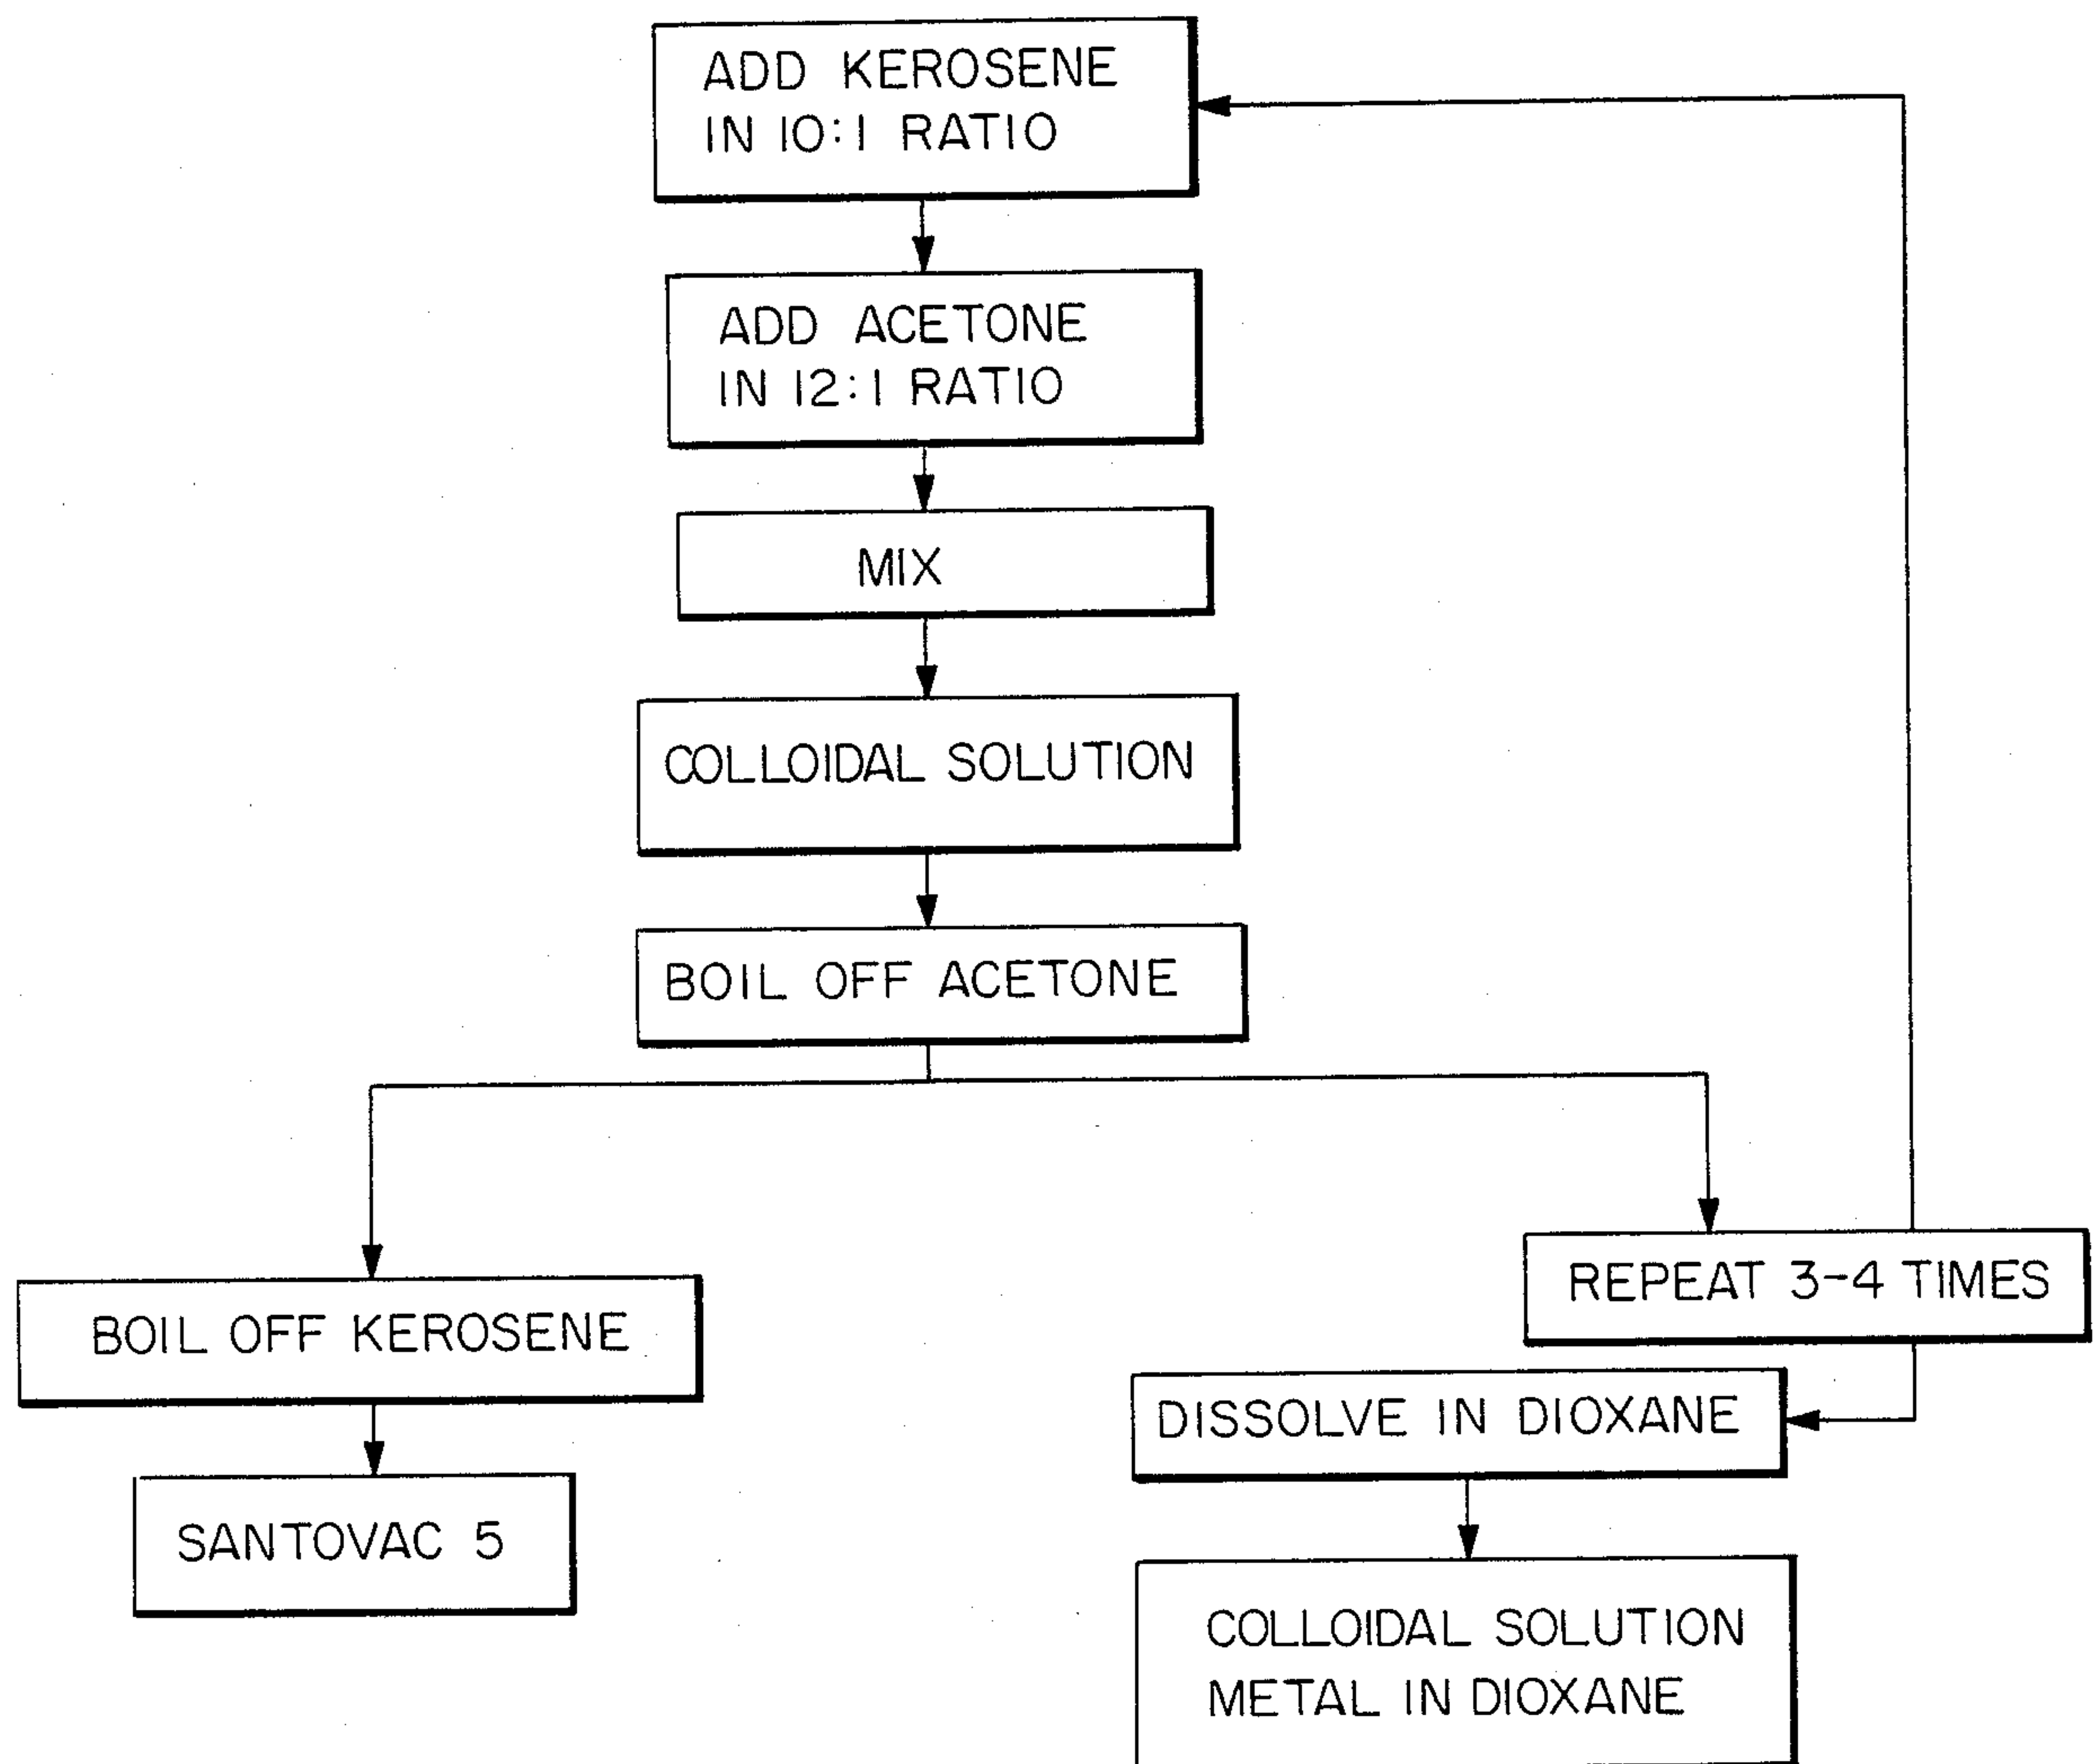 ADD KEROSENE
IN 10:1 RATIO
ADD ACETONE
IN 12:1 RATIO
MIX
COLLOIDAL SOLUTION
BOIL OFF ACETONE
BOIL OFF KEROSENE
SANTOVAC 5
REPEAT 3-4 TIMES
DISSOLVE IN DIOXANE
COLLOIDAL SOLUTION
METAL IN DIOXANE